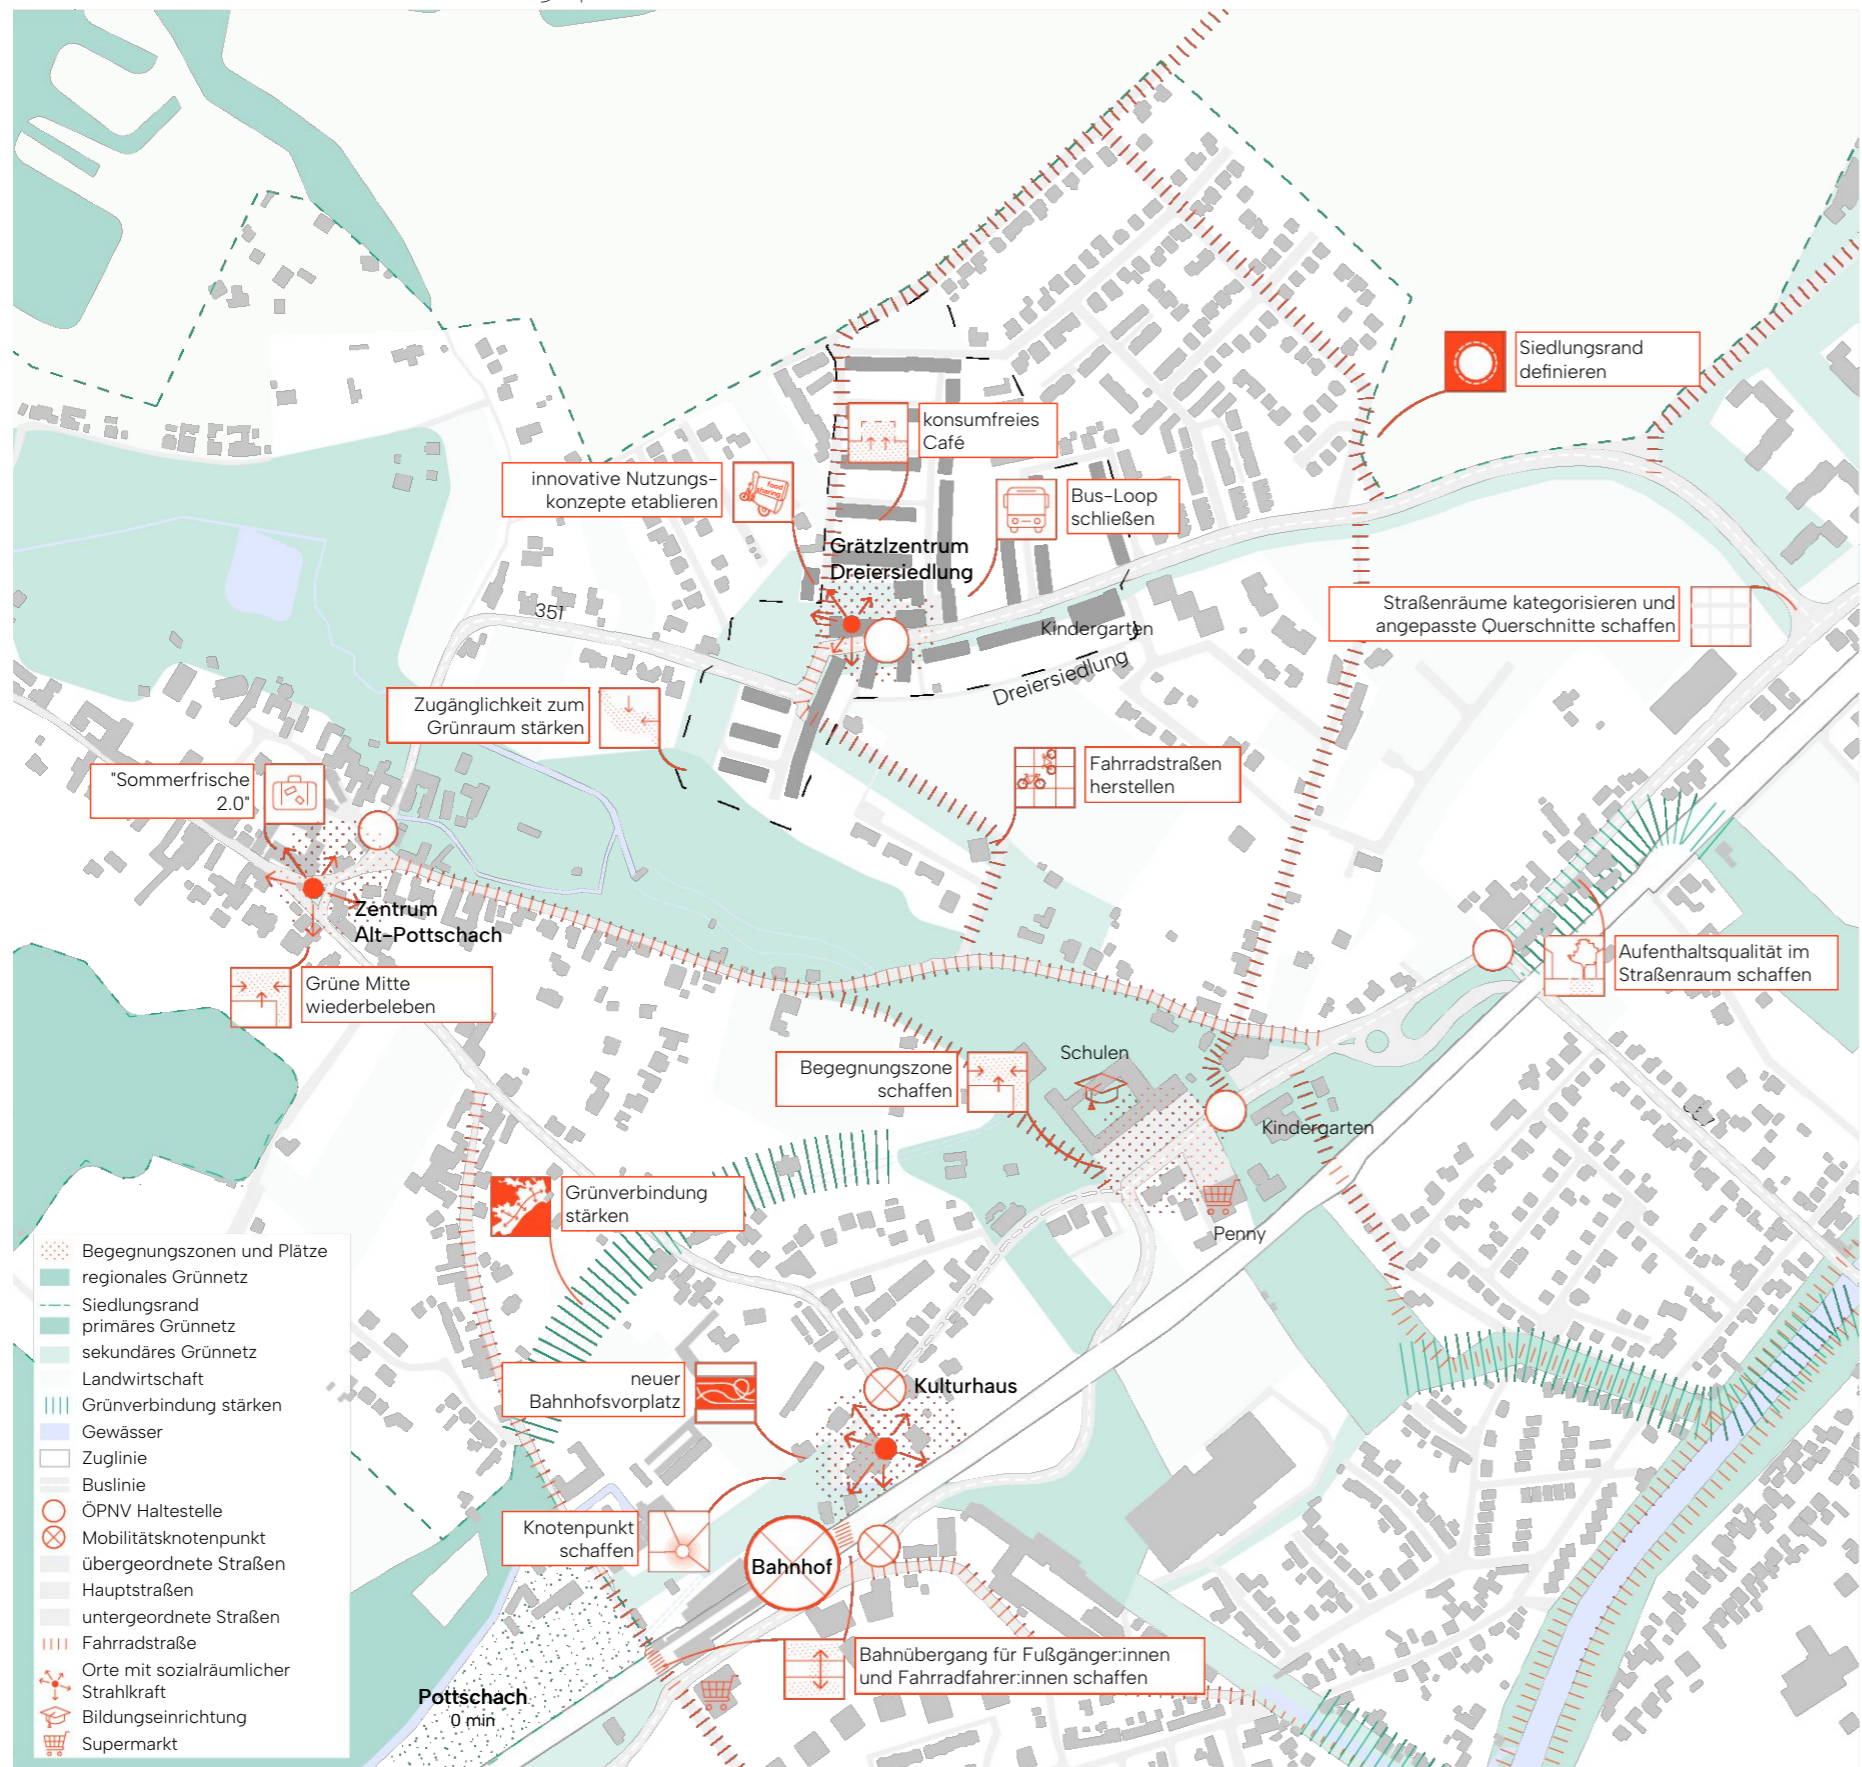 Siedlungsrand
definieren
konsumfreies
Café
innovative Nutzungs-
konzepte etablieren
food
sharing
Bus-Loop
schließen
Grätzlzentrum
Dreiersiedlung
Straßenräume kategorisieren und
angepasste Querschnitte schaffen
351
Kindergarten
Dreiersiedlung
Zugänglichkeit zum
Grünraum stärken
Fahrradstraßen
herstellen
"Sommerfrische
2.0"
Zentrum
Alt-Pottschach
Aufenthaltsqualität im
Straßenraum schaffen
Grüne Mitte
wiederbeleben
Begegnungszone
schaffen
Schulen
Kindergarten
Grünverbindung
stärken
Penny
neuer
Bahnhofsvorplatz
Kulturhaus
Knotenpunkt
schaffen
Bahnhof
Bahnübergang für Fußgänger:innen
und Fahrradfahrer:innen schaffen
Pottschach
0 min
Begegnungszonen und Plätze
regionales Grünnetz
Siedlungsrand
primäres Grünnetz
sekundäres Grünnetz
Landwirtschaft
Grünverbindung stärken
Gewässer
Zuglinie
Buslinie
ÖPNV Haltestelle
Mobilitätsknotenpunkt
übergeordnete Straßen
Hauptstraßen
untergeordnete Straßen
Fahrradstraße
Orte mit sozialräumlicher
Strahlkraft
Bildungseinrichtung
Supermarkt